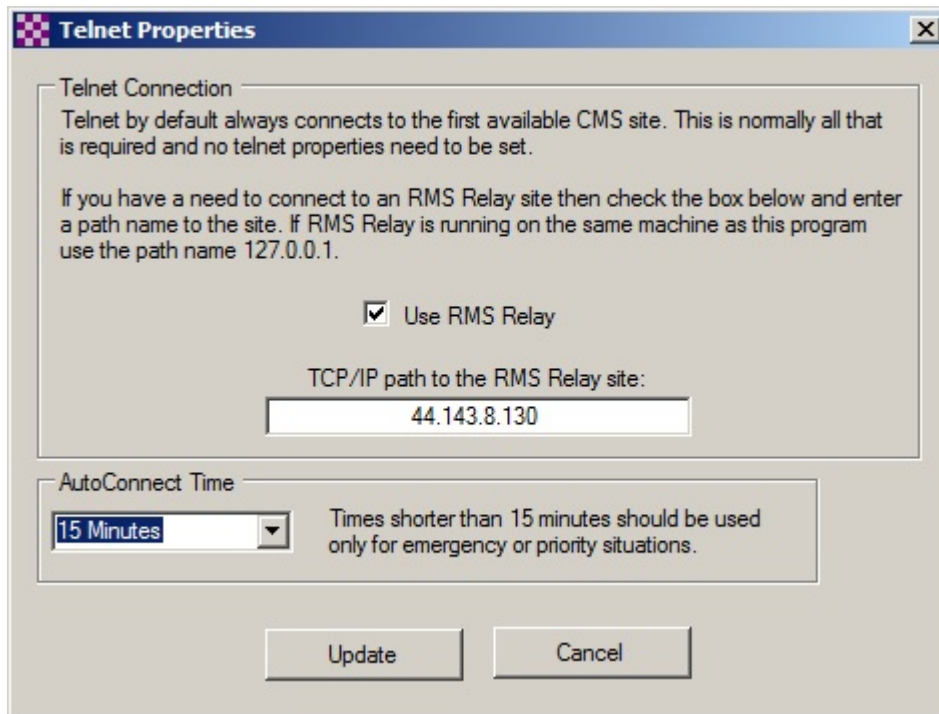 Telnet Properties
Telnet Connection
Telnet by default always connects to the first available CMS site. This is normally all that
is required and no telnet properties need to be set.
If you have a need to connect to an RMS Relay site then check the box below and enter
a path name to the site. If RMS Relay is running on the same machine as this program
use the path name 127.0.0.1.
Use RMS Relay
TCP/IP path to the RMS Relay site:
44.143.8.130
AutoConnect Time
15 Minutes
Times shorter than 15 minutes should be used
only for emergency or priority situations.
Update
Cancel